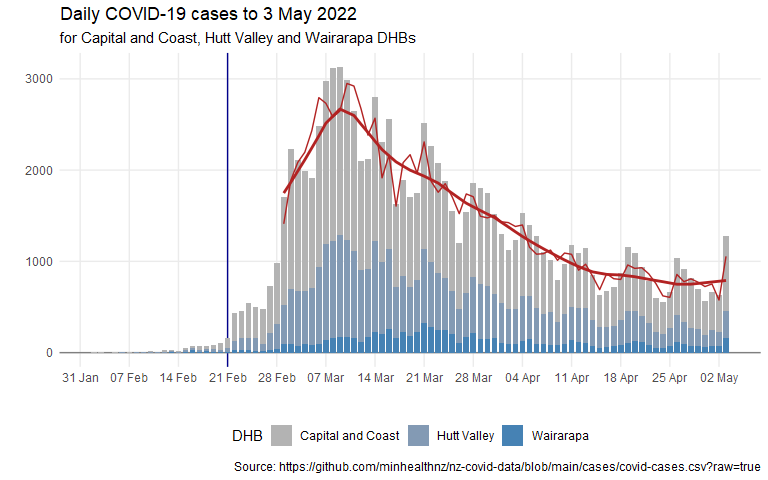 Daily COVID-19 cases to 3 May 2022
for Capital and Coast, Hutt Valley and Wairarapa DHBs
3000
2000
1000
0
31 Jan 07 Feb 14 Feb 21 Feb 28 Feb 07 Mar 14 Mar 21 Mar 28 Mar 04 Apr 11 Apr 18 Apr 25 Apr 02 May
DHB Capital and Coast Hutt Valley Wairarapa
Source: https://github.com/minhealthnz/nz-covid-data/blob/main/cases/covid-cases.csv?raw=true